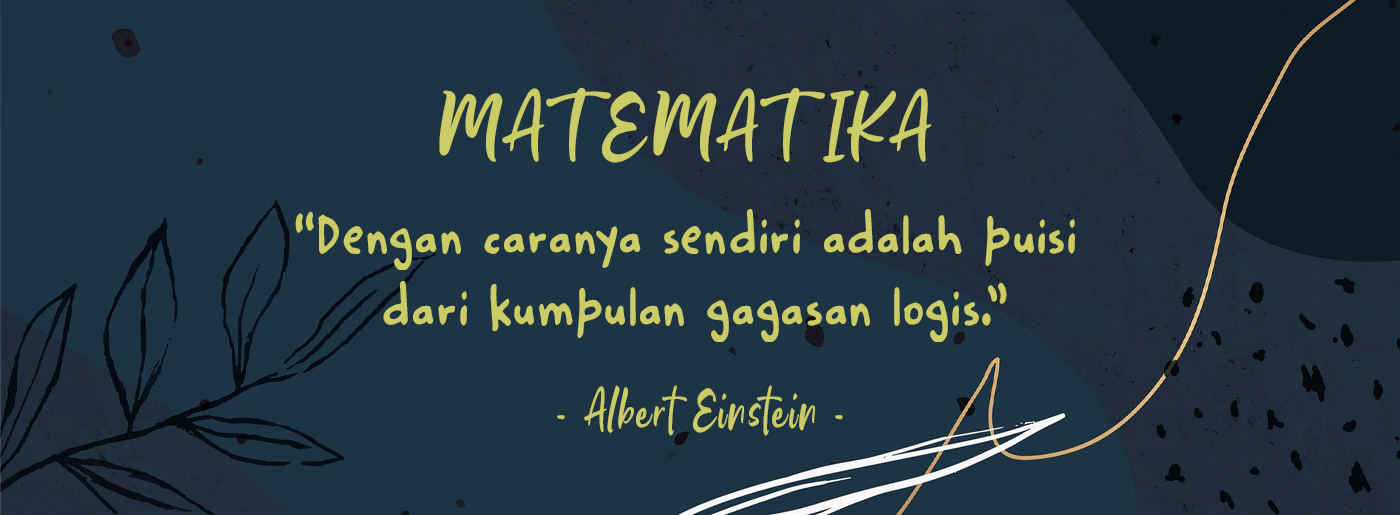 MATEMATIKA
“Dengan caranya sendiri adalah puisi
dari kumpulan gagasan logis.”
- Albert Einstein -